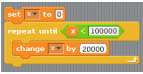 set x to 0
repeat until x < 100000
change x by 20000